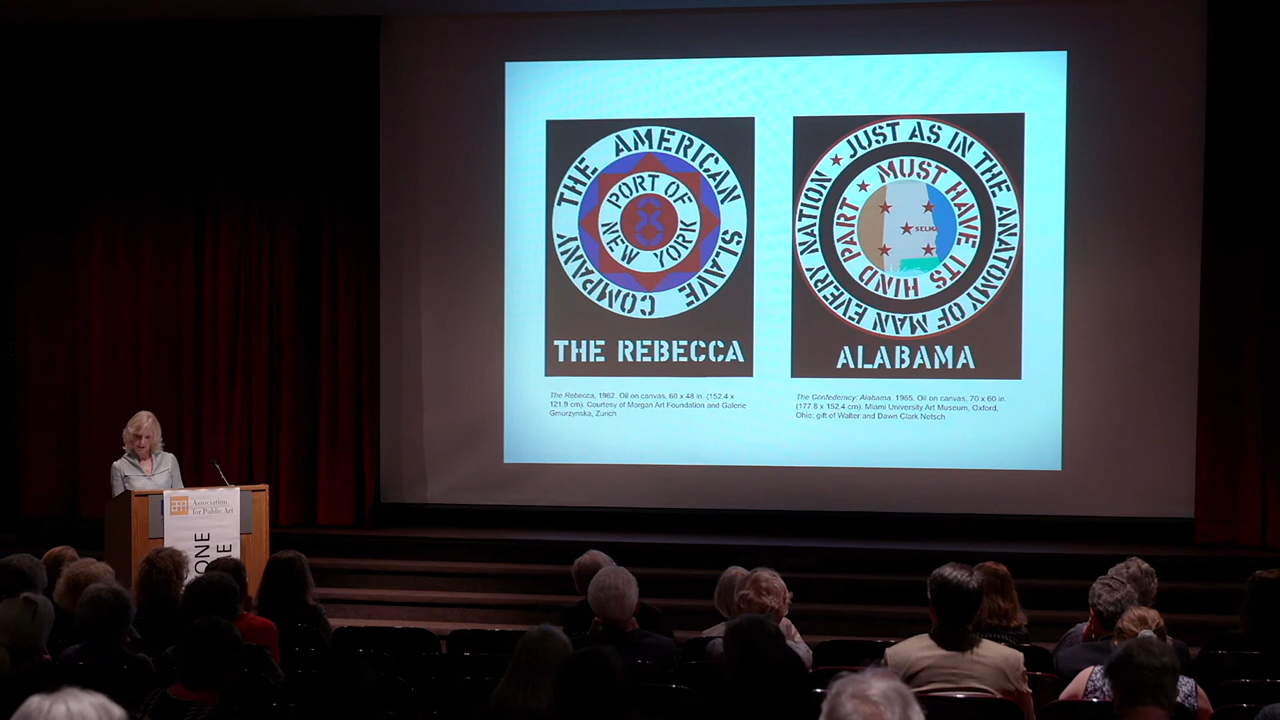 THE AMERICAN SLAVE COMPANY
PORT OF NEW YORK
8
THE REBECCA
The Rebecca, 1962. Oil on canvas, 60 x 48 in. (152.4 x
121.9 cm). Courtesy of Morgan Art Foundation and Galerie
Gmurzynska, Zurich
JUST AS IN THE ANATOMY OF MAN EVERY NATION
MUST HAVE ITS HIND PART
SELMA
ALABAMA
The Confederacy: Alabama, 1965. Oil on canvas, 70 x 60 in.
(177.8 x 152.4 cm). Miami University Art Museum, Oxford,
Ohio; gift of Walter and Dawn Clark Netsch
Association
for Public Art
ONE